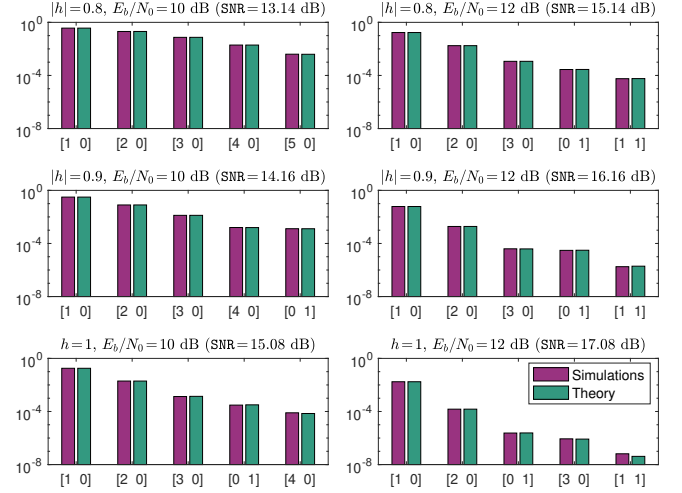 |h|=0.8, E_b/N_0=10 dB (SNR=13.14 dB)
10^0
10^-4
10^-8
[1 0] [2 0] [3 0] [4 0] [5 0]
|h|=0.8, E_b/N_0=12 dB (SNR=15.14 dB)
10^0
10^-4
10^-8
[1 0] [2 0] [3 0] [0 1] [1 1]
|h|=0.9, E_b/N_0=10 dB (SNR=14.16 dB)
10^0
10^-4
10^-8
[1 0] [2 0] [3 0] [4 0] [0 1]
|h|=0.9, E_b/N_0=12 dB (SNR=16.16 dB)
10^0
10^-4
10^-8
[1 0] [2 0] [3 0] [0 1] [1 1]
h=1, E_b/N_0=10 dB (SNR=15.08 dB)
10^0
10^-4
10^-8
[1 0] [2 0] [3 0] [0 1] [4 0]
h=1, E_b/N_0=12 dB (SNR=17.08 dB)
10^0
10^-4
10^-8
Simulations
Theory
[1 0] [2 0] [0 1] [3 0] [1 1]